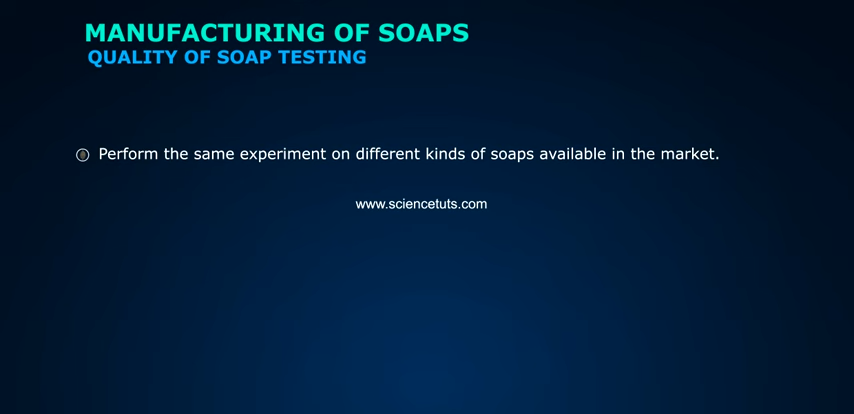 MANUFACTURING OF SOAPS
QUALITY OF SOAP TESTING
Perform the same experiment on different kinds of soaps available in the market.
www.sciencetuts.com